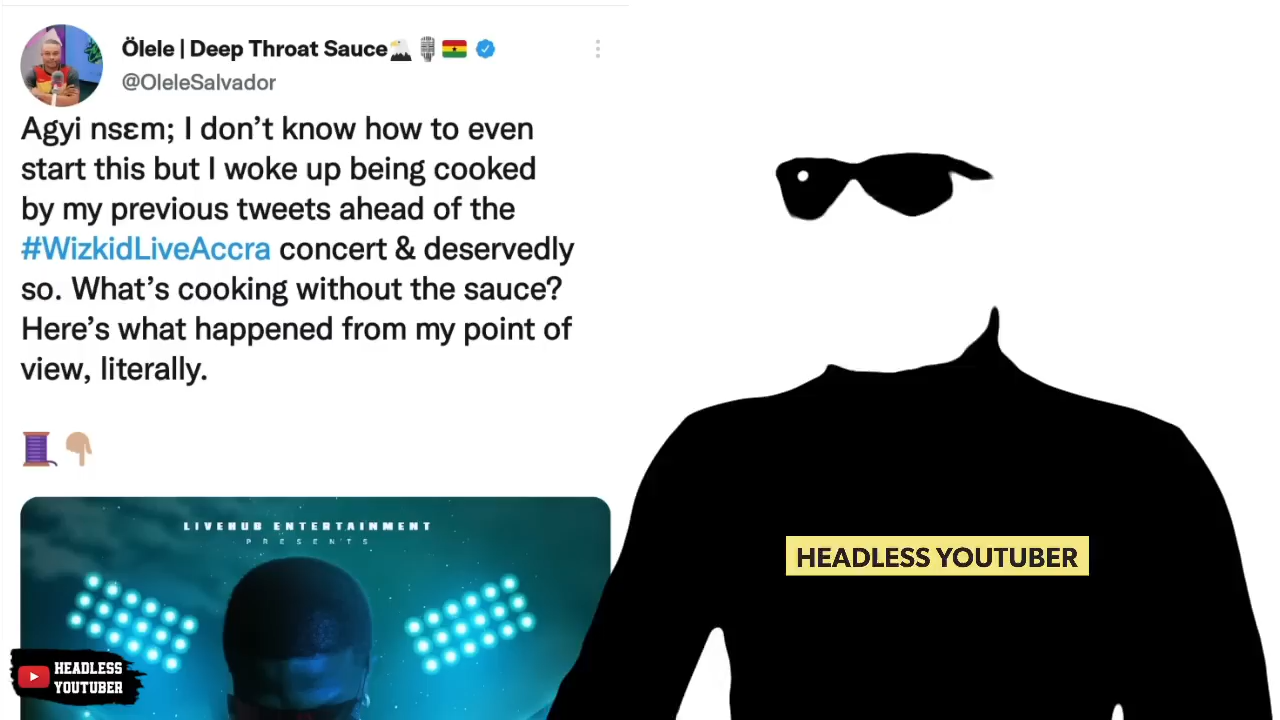 Ölele | Deep Throat Sauce
@OleleSalvador
Agyi nsɛm; I don’t know how to even
start this but I woke up being cooked
by my previous tweets ahead of the
#WizkidLiveAccra concert & deservedly
so. What’s cooking without the sauce?
Here’s what happened from my point of
view, literally.
LIVEHUB ENTERTAINMENT
PRESENTS
HEADLESS YOUTUBER
HEADLESS
YOUTUBER